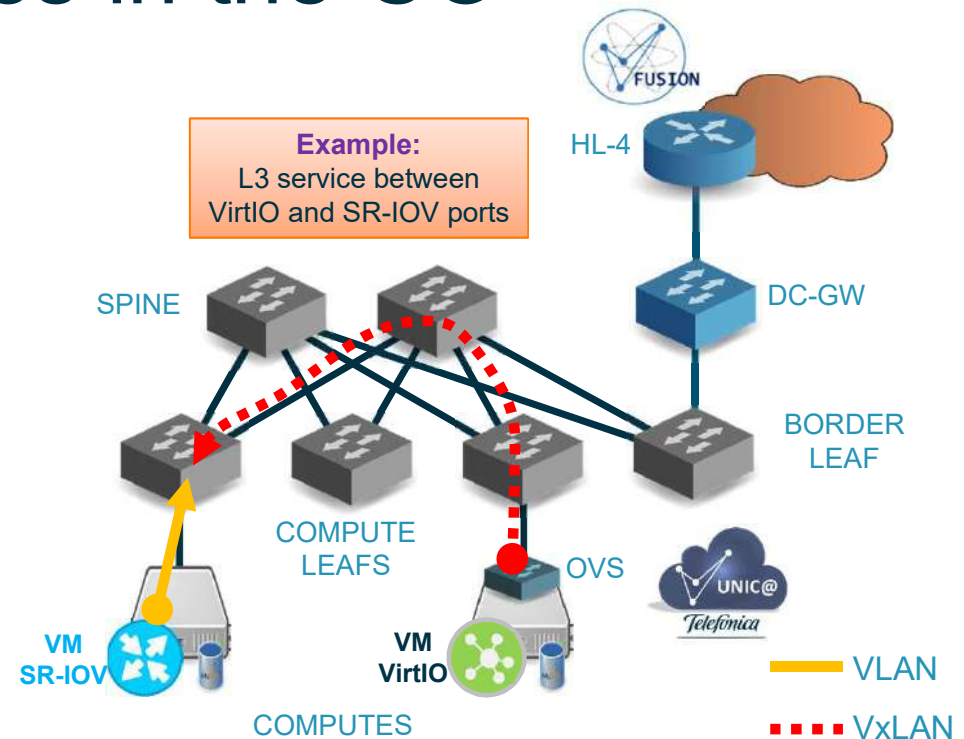 FUSION
HL-4
Example:
L3 service between
VirtIO and SR-IOV ports
SPINE
DC-GW
BORDER
LEAF
COMPUTE
LEAFS
OVS
UNIC@
Telefónica
VM
SR-IOV
VM
VirtIO
VLAN
COMPUTES
VxLAN